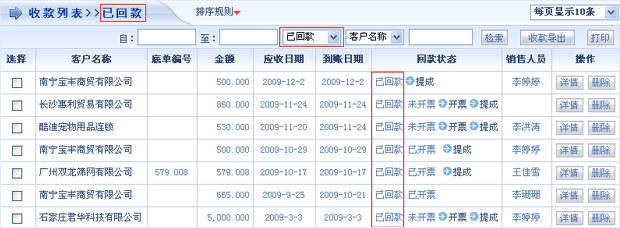 收款列表>>已回款 排序规则 每页显示10条
自： 至： 已回款 客户名称 检索 收款导出 打印
选择 客户名称 底单编号 金额 应收日期 到账日期 回款状态 销售人员 操作
南宁宝丰商贸有限公司 500.000 2009-12-2 2009-12-2 已回款 提成 李婷婷 详情 删除
长沙惠利贸易有限公司 860.000 2009-11-24 2009-11-24 已回款 未开票 开票 提成 详情 删除
酷迪宠物用品连锁 530.000 2009-11-20 2009-11-24 已回款 未开票 开票 提成 李洪涛 详情 删除
南宁宝丰商贸有限公司 500.000 2009-10-29 2009-10-29 已回款 已开票 提成 李婷婷 详情 删除
广州双龙筛网有限公司 579.008 579.008 2009-10-17 2009-10-27 已回款 已开票 提成 王佳雪 详情 删除
南宁宝丰商贸有限公司 665.000 2009-9-25 2009-10-21 已回款 已开票 李珊珊 详情 删除
石家庄君华科技有限公司 5,000.000 2009-3-3 2009-3-3 已回款 未开票 开票 提成 李婷婷 详情 删除